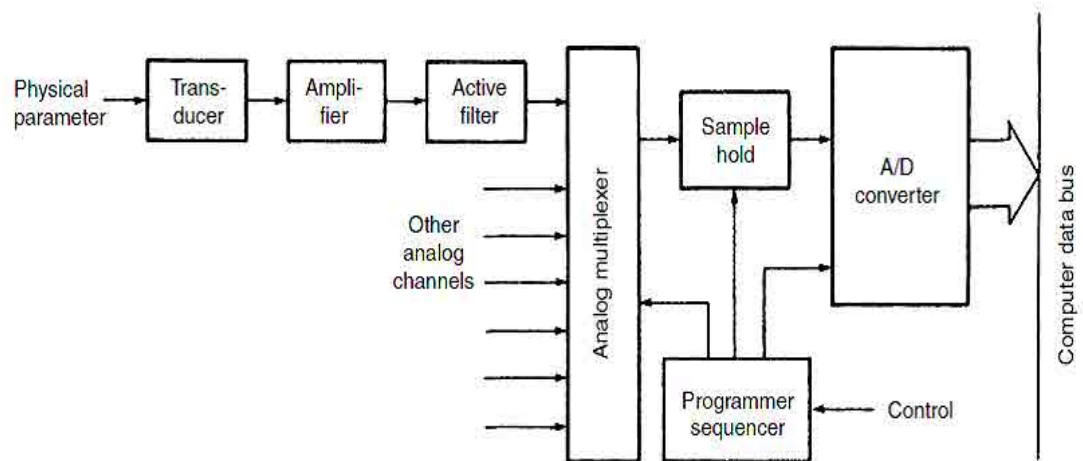 Physical
parameter
Trans-
ducer
Ampli-
fier
Active
filter
Other
analog
channels
Analog multiplexer
Sample
hold
A/D
converter
Programmer
sequencer
Control
Computer data bus